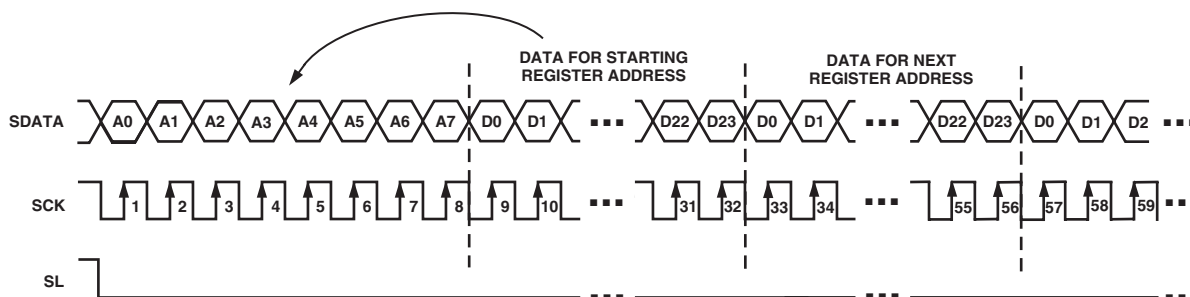 DATA FOR STARTING
REGISTER ADDRESS
DATA FOR NEXT
REGISTER ADDRESS
SDATA A0 A1 A2 A3 A4 A5 A6 A7 D0 D1 ... D22 D23 D0 D1 ... D22 D23 D0 D1 D2 ...
SCK 1 2 3 4 5 6 7 8 9 10 ... 31 32 33 34 ... 55 56 57 58 59 ...
SL ... ... ...